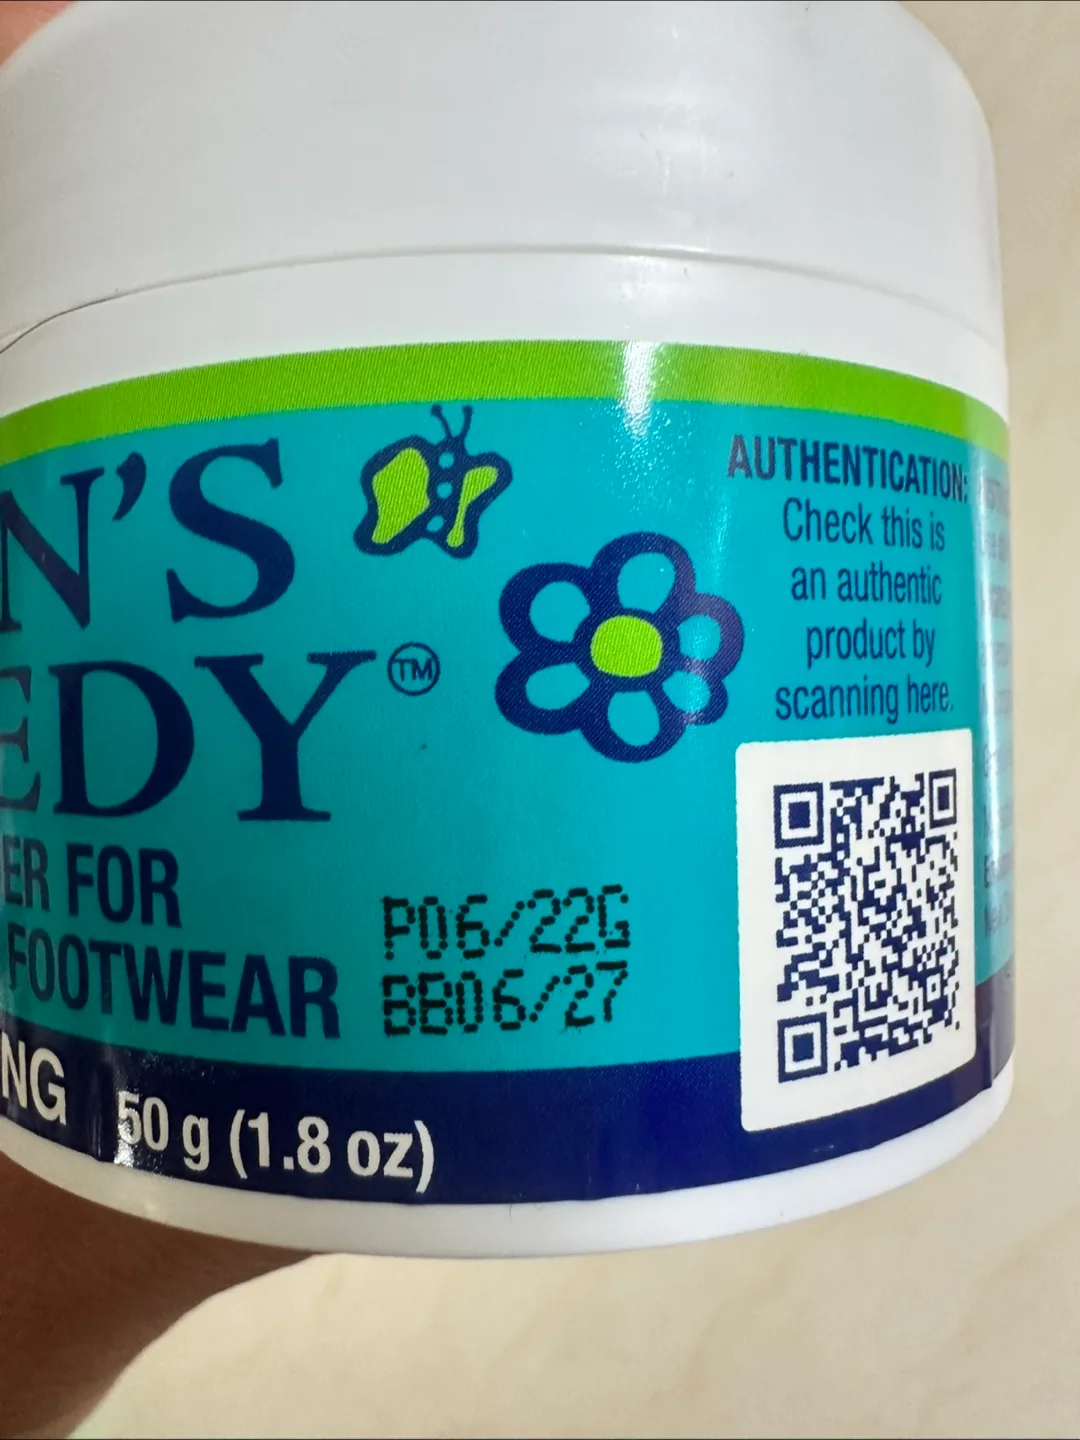 N'S
EDY™
ER FOR
FOOTWEAR
NG 50 g (1.8 oz)
P06/22G
BB06/27
AUTHENTICATION:
Check this is
an authentic
product by
scanning here.